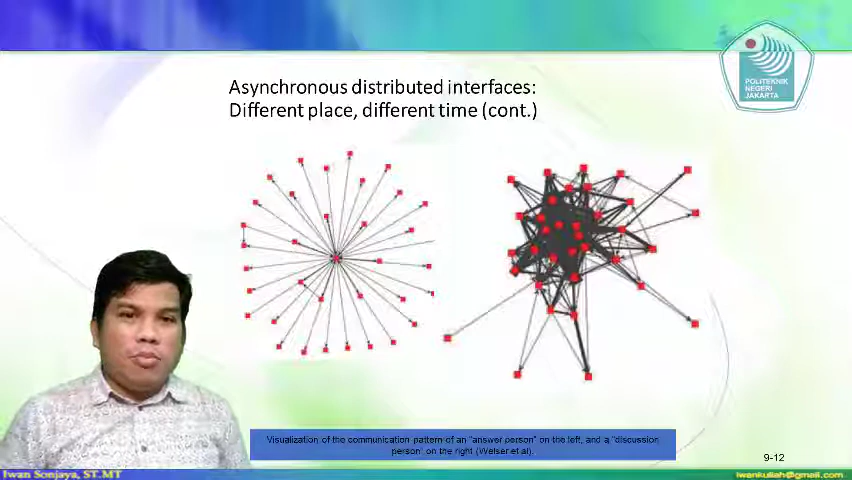 POLITEKNIK
NEGERI
JAKARTA
Asynchronous distributed interfaces:
Different place, different time (cont.)
Visualization of the communication pattern of an "answer person" on the left, and a "discussion
person" on the right (Welser et al).
9-12
Iwan Sonjaya, ST.MT
iwankuliah@gmail.com